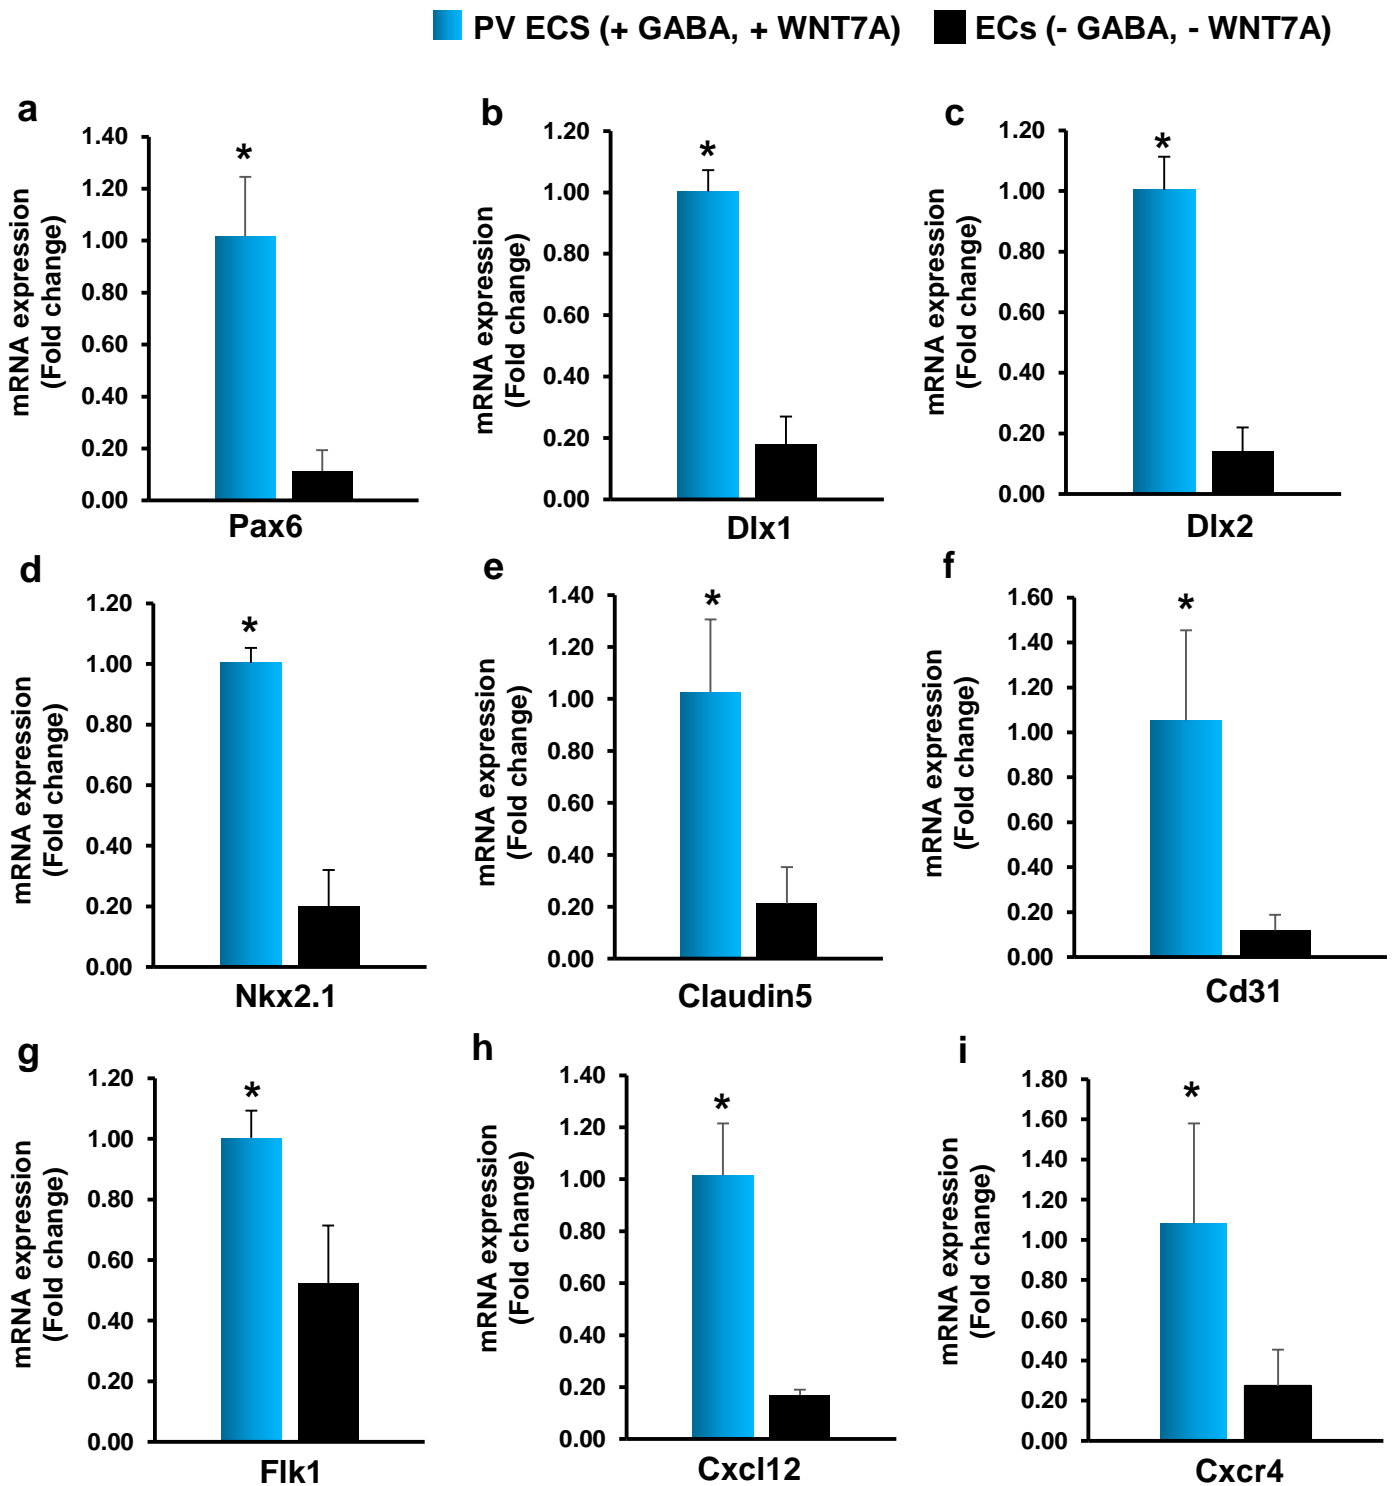 PV ECS (+ GABA, + WNT7A) ECs (- GABA, - WNT7A)
a
mRNA expression
(Fold change)
1.40
1.20
1.00
0.80
0.60
0.40
0.20
0.00
*
Pax6
b
mRNA expression
(Fold change)
1.20
1.00
0.80
0.60
0.40
0.20
0.00
*
Dlx1
c
mRNA expression
(Fold change)
1.20
1.00
0.80
0.60
0.40
0.20
0.00
*
Dlx2
d
mRNA expression
(Fold change)
1.20
1.00
0.80
0.60
0.40
0.20
0.00
*
Nkx2.1
e
mRNA expression
(Fold change)
1.40
1.20
1.00
0.80
0.60
0.40
0.20
0.00
*
Claudin5
f
mRNA expression
(Fold change)
1.60
1.40
1.20
1.00
0.80
0.60
0.40
0.20
0.00
*
Cd31
g
mRNA expression
(Fold change)
1.20
1.00
0.80
0.60
0.40
0.20
0.00
*
Flk1
h
mRNA expression
(Fold change)
1.40
1.20
1.00
0.80
0.60
0.40
0.20
0.00
*
Cxcl12
i
mRNA expression
(Fold change)
1.80
1.60
1.40
1.20
1.00
0.80
0.60
0.40
0.20
0.00
*
Cxcr4